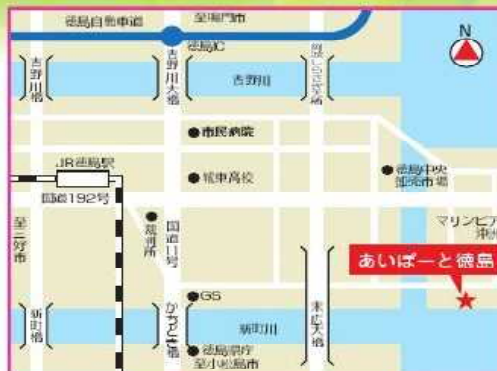 徳島自動車道
至鳴門市
N
徳島IC
吉野川橋
吉野川大橋
吉野川
市民病院
JR徳島駅
城東高校
徳島中央
卸売市場
国道192号
至三好市
裁判所
国道11号
マリンピア
沖洲
あいぽーと徳島
GS
新町橋
かちどき橋
新町川
末広大橋
徳島県庁
至小松島市